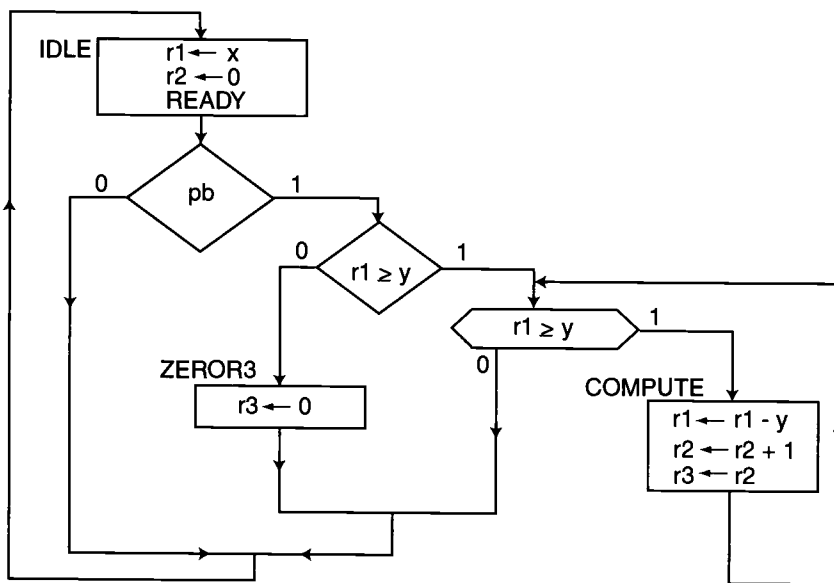 IDLE
r1 ← x
r2 ← 0
READY
0
pb
1
0
r1 ≥ y
1
r1 ≥ y
1
0
ZEROR3
r3 ← 0
COMPUTE
r1 ← r1 - y
r2 ← r2 + 1
r3 ← r2